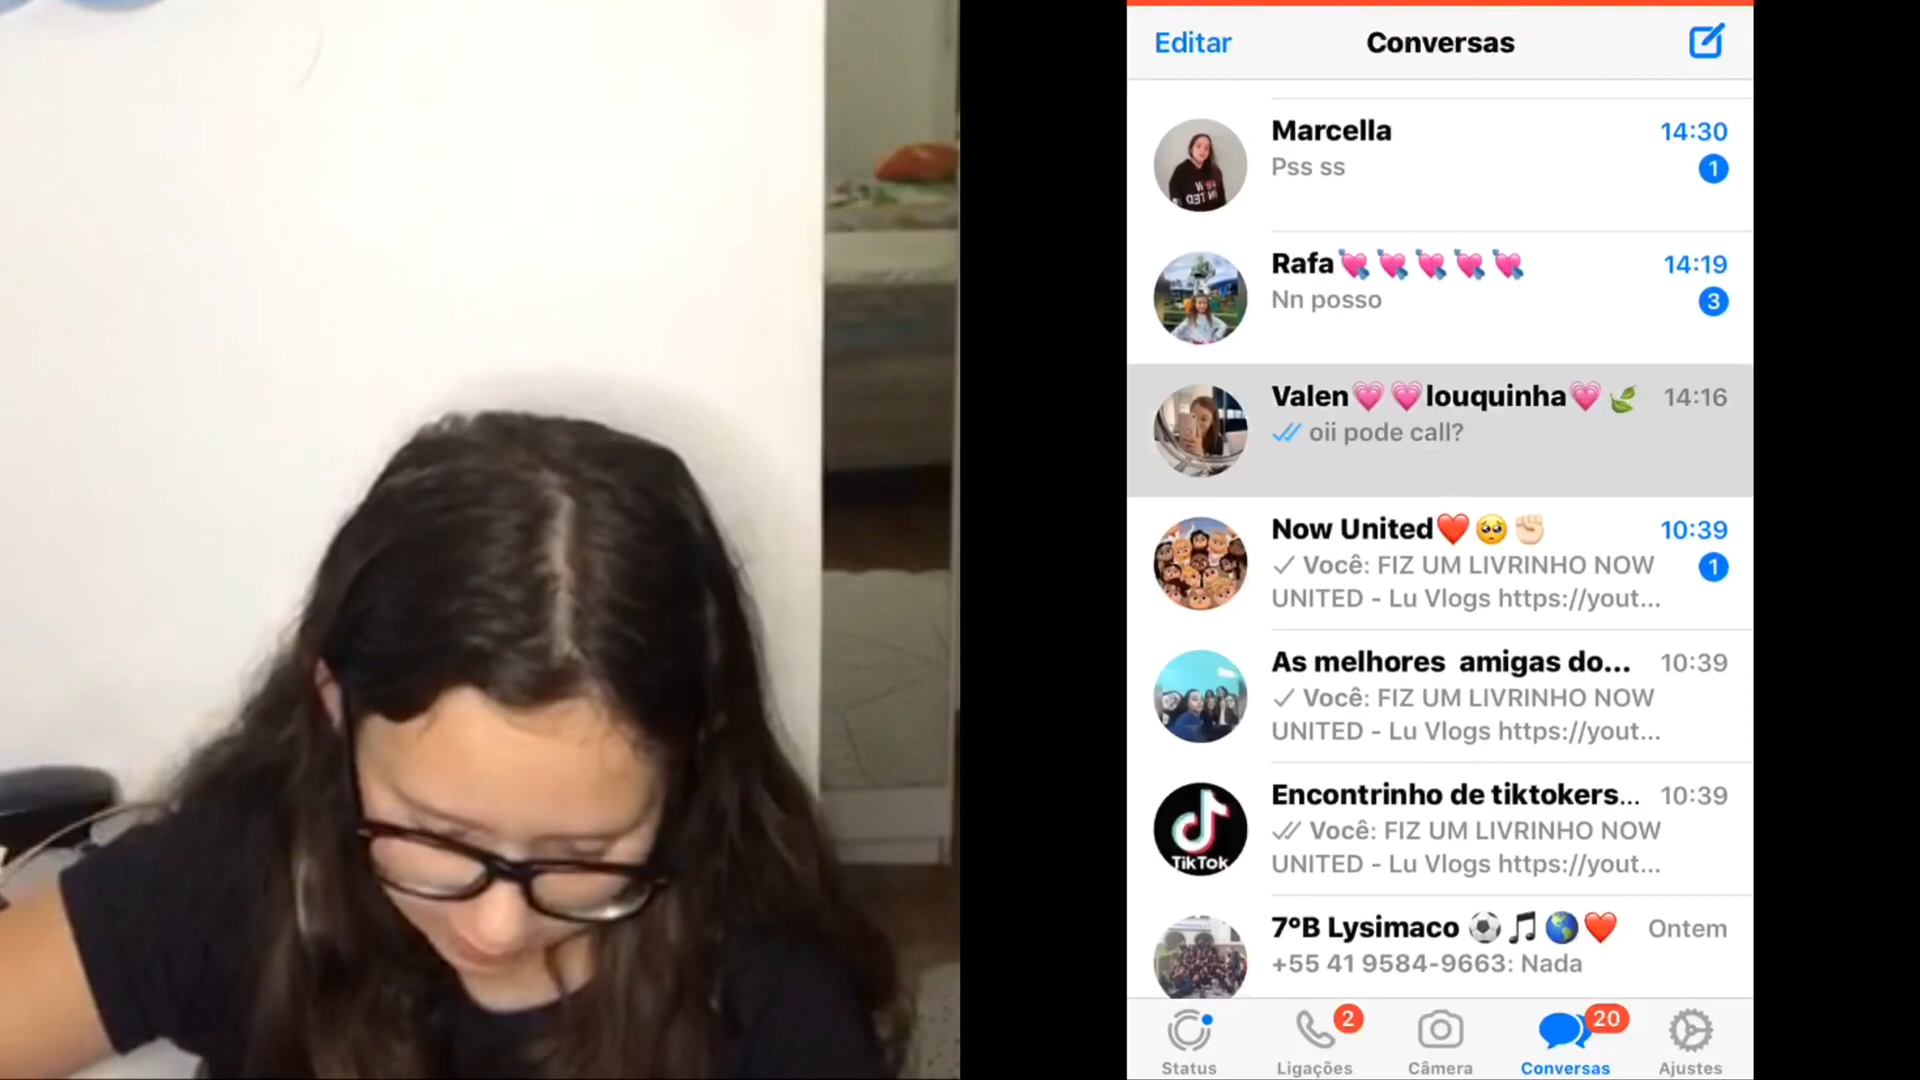 Editar
Conversas
Marcella
14:30
Pss ss
1
Rafa💘💘💘💘💘
14:19
Nn posso
3
Valen💗💗louquinha💗🍃
14:16
oii pode call?
Now United❤️🥺✊🏻
10:39
✓ Você: FIZ UM LIVRINHO NOW
1
UNITED - Lu Vlogs https://yout...
As melhores amigas do...
10:39
✓ Você: FIZ UM LIVRINHO NOW
UNITED - Lu Vlogs https://yout...
Encontrinho de tiktokers...
10:39
Você: FIZ UM LIVRINHO NOW
UNITED - Lu Vlogs https://yout...
TikTok
7ºB Lysimaco ⚽🎵🌎❤️
Ontem
+55 41 9584-9663: Nada
2
20
Status
Ligações
Câmera
Conversas
Ajustes